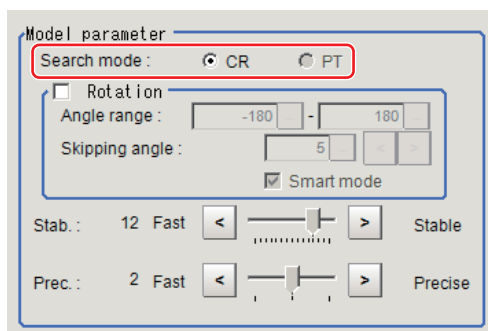 Model parameter
Search mode : CR PT
Rotation
Angle range : -180 - 180
Skipping angle : 5 < >
Smart mode
Stab. : 12 Fast < > Stable
Prec. : 2 Fast < > Precise